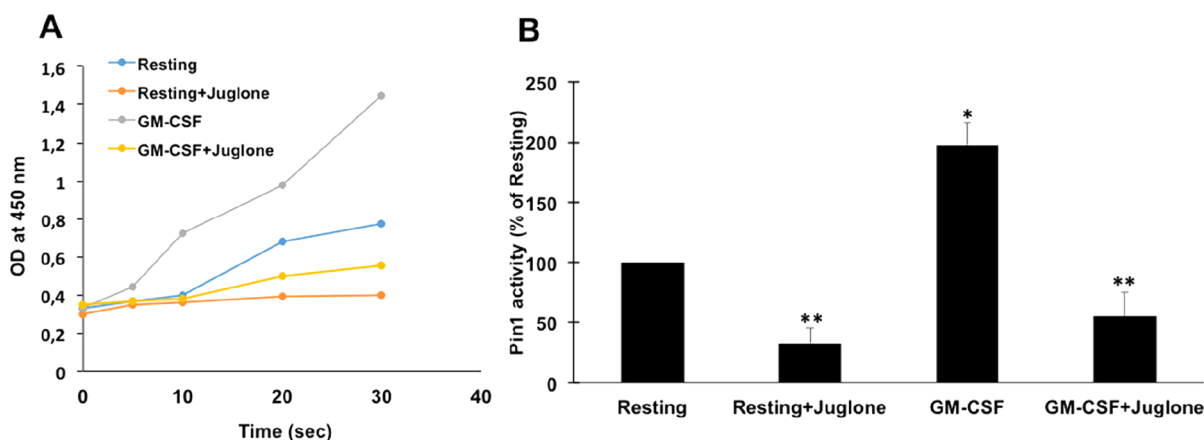 A
OD at 450 nm
1,6
1,4
1,2
1
0,8
0,6
0,4
0,2
0
Resting
Resting+Juglone
GM-CSF
GM-CSF+Juglone
0 10 20 30 40
Time (sec)
B
Pin1 activity (% of Resting)
250
200
150
100
50
0
**
*
**
Resting Resting+Juglone GM-CSF GM-CSF+Juglone